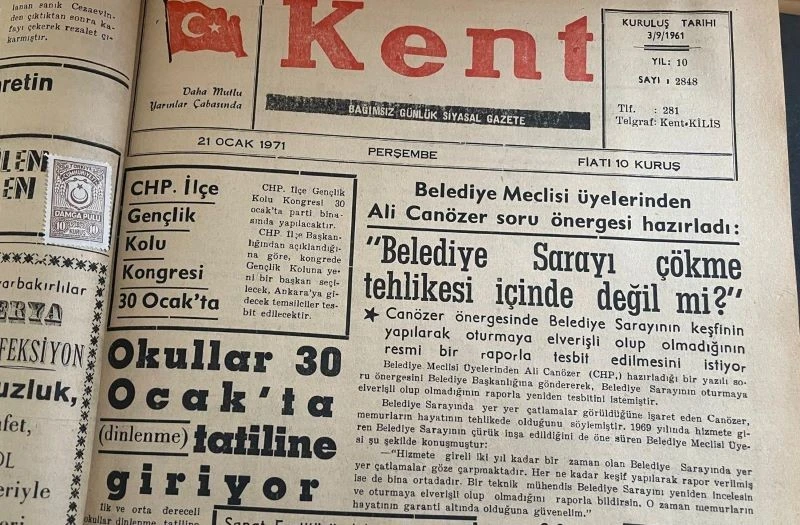 lanan sanık Cezaevin-
den çıktıktan sonra ka-
fayı çekerek rezalet çı-
karmıştır.
retin
LEN
EN
TÜRKİYE
CUMHURİYETİ
DAMGA PULU
10
10
yarbakırlılar
ERYA
FEKSİYON
uzluk,
fet,
OL
eriyle
Daha Mutlu
Yarınlar Çabasında
Kent
BAĞIMSIZ GÜNLÜK SİYASAL GAZETE
KURULUŞ TARİHİ
3/9/1961
YIL: 10
SAYI : 2848
Tlf. : 281
Telgraf: Kent-KİLİS
21 OCAK 1971
PERŞEMBE
FİATI 10 KURUŞ
CHP. İlçe
Gençlik
Kolu
Kongresi
30 Ocak'ta
CHP. İlçe Gençlik
Kolu Kongresi 30
ocak'ta parti bina-
sında yapılacaktır.
CHP. İlçe Başkan-
lığından açıklandığı-
na göre, kongrede
Gençlik Koluna ye-
ni bir başkan seçi-
lecek, Ankara'ya gi-
decek temsilciler tes-
bit edilecektir.
Okullar 30
Ocak'ta
(dinlenme) tatiline
giriyor
İlk ve orta dereceli
okullar dinlenme tatiline
Belediye Meclisi üyelerinden
Ali Canözer soru önergesi hazırladı:
"Belediye Sarayı çökme
tehlikesi içinde değil mi?"
★ Canözer önergesinde Belediye Sarayının keşfinin
yapılarak oturmaya elverişli olup olmadığının
resmi bir raporla tesbit edilmesini istiyor
Belediye Meclisi Üyelerinden Ali Canözer (CHP.) hazırladığı bir yazılı so-
ru önergesini Belediye Başkanlığına göndererek, Belediye Sarayının oturmaya
elverişli olup olmadığının raporla yeniden tesbitini istemiştir.
Belediye Sarayında yer yer çatlamalar görüldüğüne işaret eden Canözer,
memurların hayatının tehlikede olduğunu söylemiştir. 1969 yılında hizmete gi-
ren Belediye Sarayının çürük inşa edildiğini de öne süren Belediye Meclisi Üye-
si şu şekilde konuşmuştur:
—"Hizmete gireli iki yıl kadar bir zaman olan Belediye Sarayında yer
yer çatlamalar göze çarpmaktadır. Her ne kadar keşif yapılarak rapor verilmiş
ise de bina ortadadır. Bir teknik mühendis Belediye Sarayını yeniden incelesin
ve oturmaya elverişli olup olmadığını raporla bildirsin. O zaman memurların
hayatının garanti altında olduğuna güvenelim."